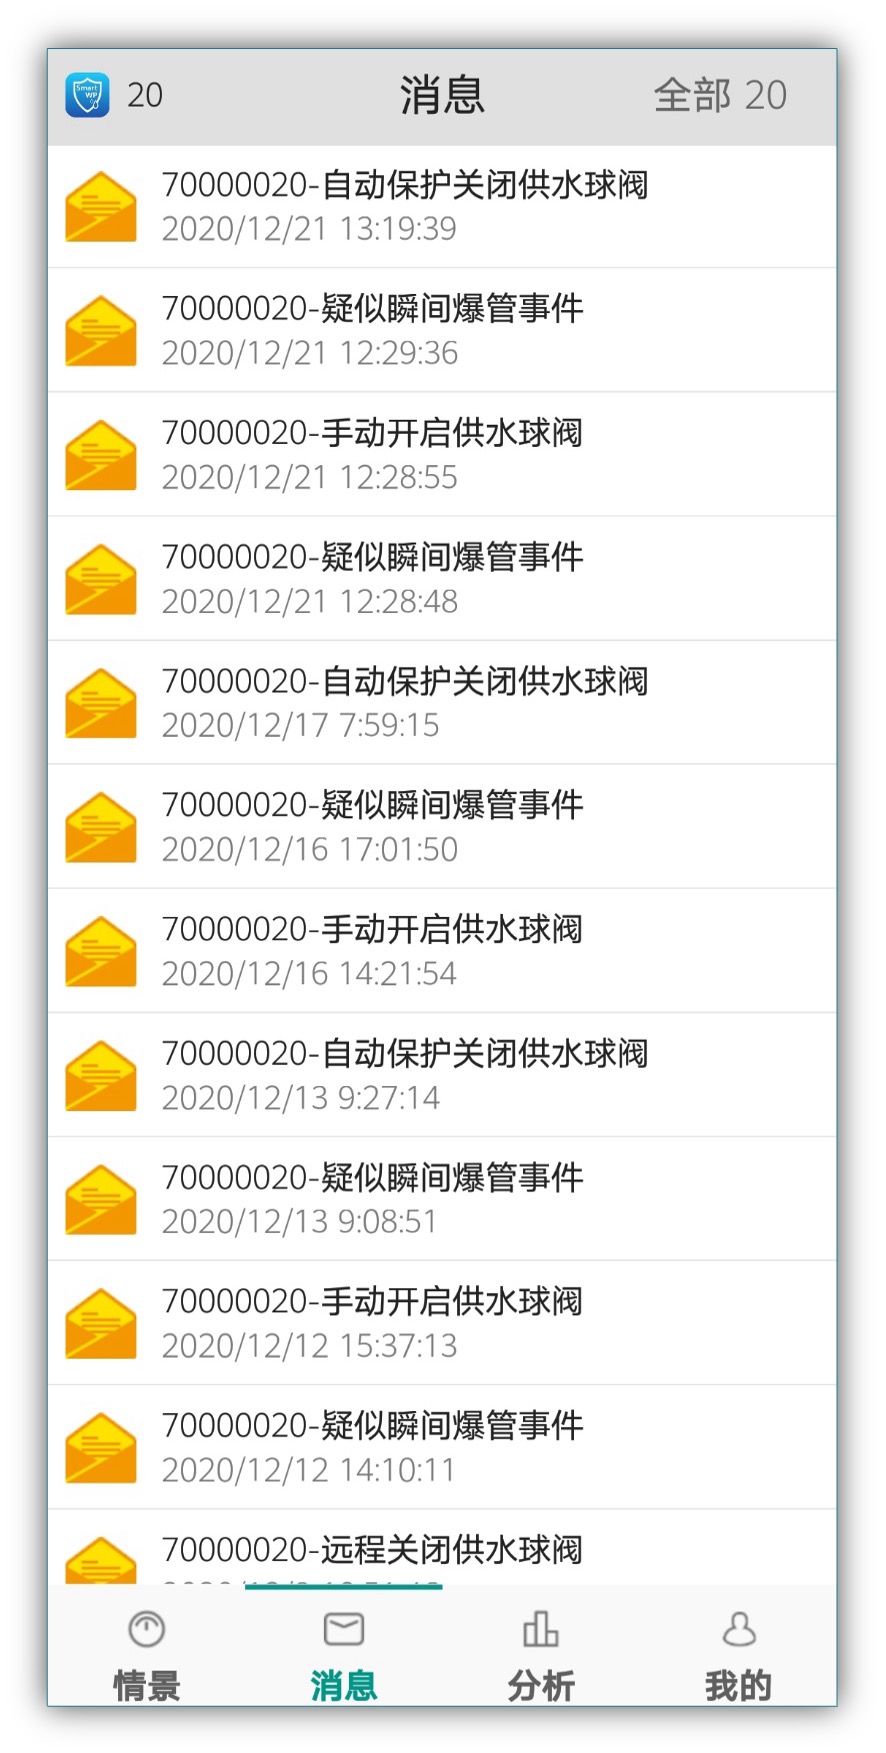 Smart
WP
20
消息
全部 20
70000020-自动保护关闭供水球阀
2020/12/21 13:19:39
70000020-疑似瞬间爆管事件
2020/12/21 12:29:36
70000020-手动开启供水球阀
2020/12/21 12:28:55
70000020-疑似瞬间爆管事件
2020/12/21 12:28:48
70000020-自动保护关闭供水球阀
2020/12/17 7:59:15
70000020-疑似瞬间爆管事件
2020/12/16 17:01:50
70000020-手动开启供水球阀
2020/12/16 14:21:54
70000020-自动保护关闭供水球阀
2020/12/13 9:27:14
70000020-疑似瞬间爆管事件
2020/12/13 9:08:51
70000020-手动开启供水球阀
2020/12/12 15:37:13
70000020-疑似瞬间爆管事件
2020/12/12 14:10:11
70000020-远程关闭供水球阀
情景
消息
分析
我的